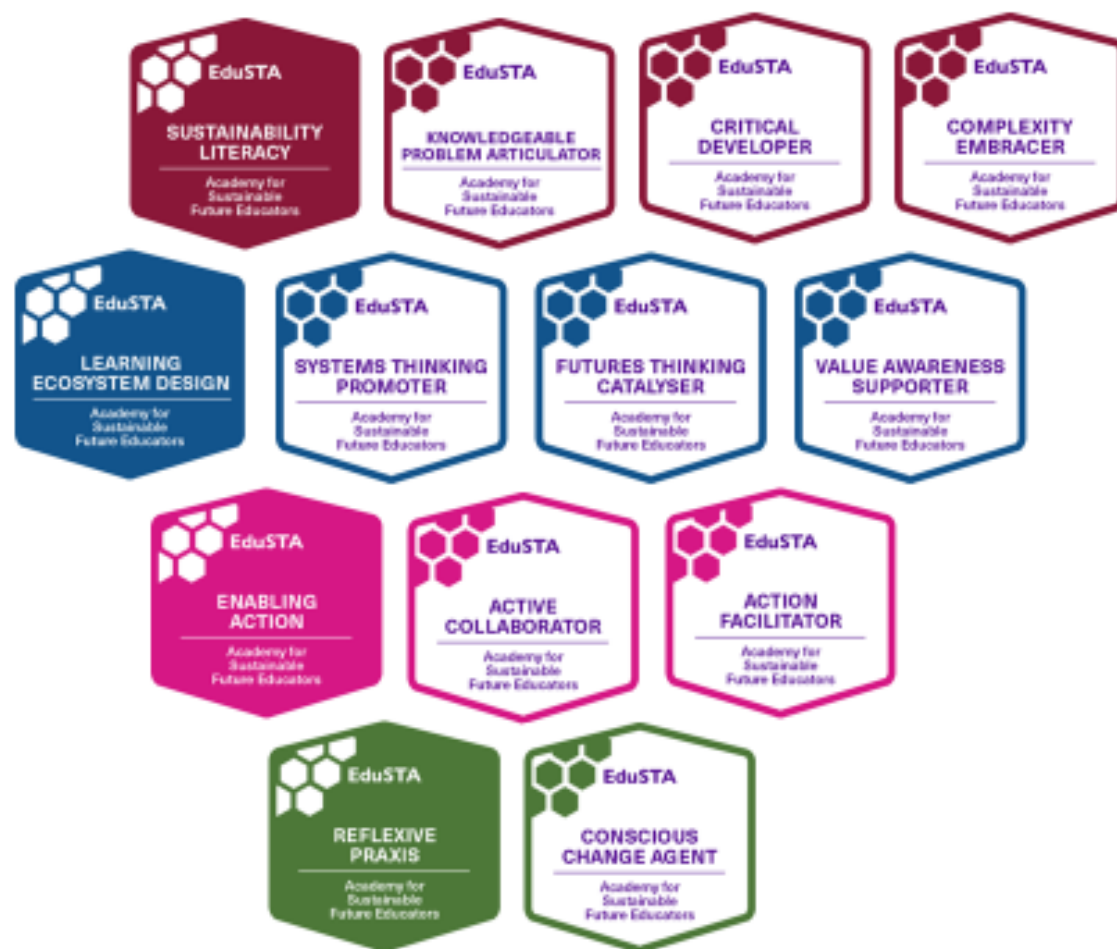 EduSTA
SUSTAINABILITY
LITERACY
Academy for
Sustainable
Future Educators
EduSTA
KNOWLEDGEABLE
PROBLEM ARTICULATOR
Academy for
Sustainable
Future Educators
EduSTA
CRITICAL
DEVELOPER
Academy for
Sustainable
Future Educators
EduSTA
COMPLEXITY
EMBRACER
Academy for
Sustainable
Future Educators
EduSTA
LEARNING
ECOSYSTEM DESIGN
Academy for
Sustainable
Future Educators
EduSTA
SYSTEMS THINKING
PROMOTER
Academy for
Sustainable
Future Educators
EduSTA
FUTURES THINKING
CATALYSER
Academy for
Sustainable
Future Educators
EduSTA
VALUE AWARENESS
SUPPORTER
Academy for
Sustainable
Future Educators
EduSTA
ENABLING
ACTION
Academy for
Sustainable
Future Educators
EduSTA
ACTIVE
COLLABORATOR
Academy for
Sustainable
Future Educators
EduSTA
ACTION
FACILITATOR
Academy for
Sustainable
Future Educators
EduSTA
REFLEXIVE
PRAXIS
Academy for
Sustainable
Future Educators
EduSTA
CONSCIOUS
CHANGE AGENT
Academy for
Sustainable
Future Educators